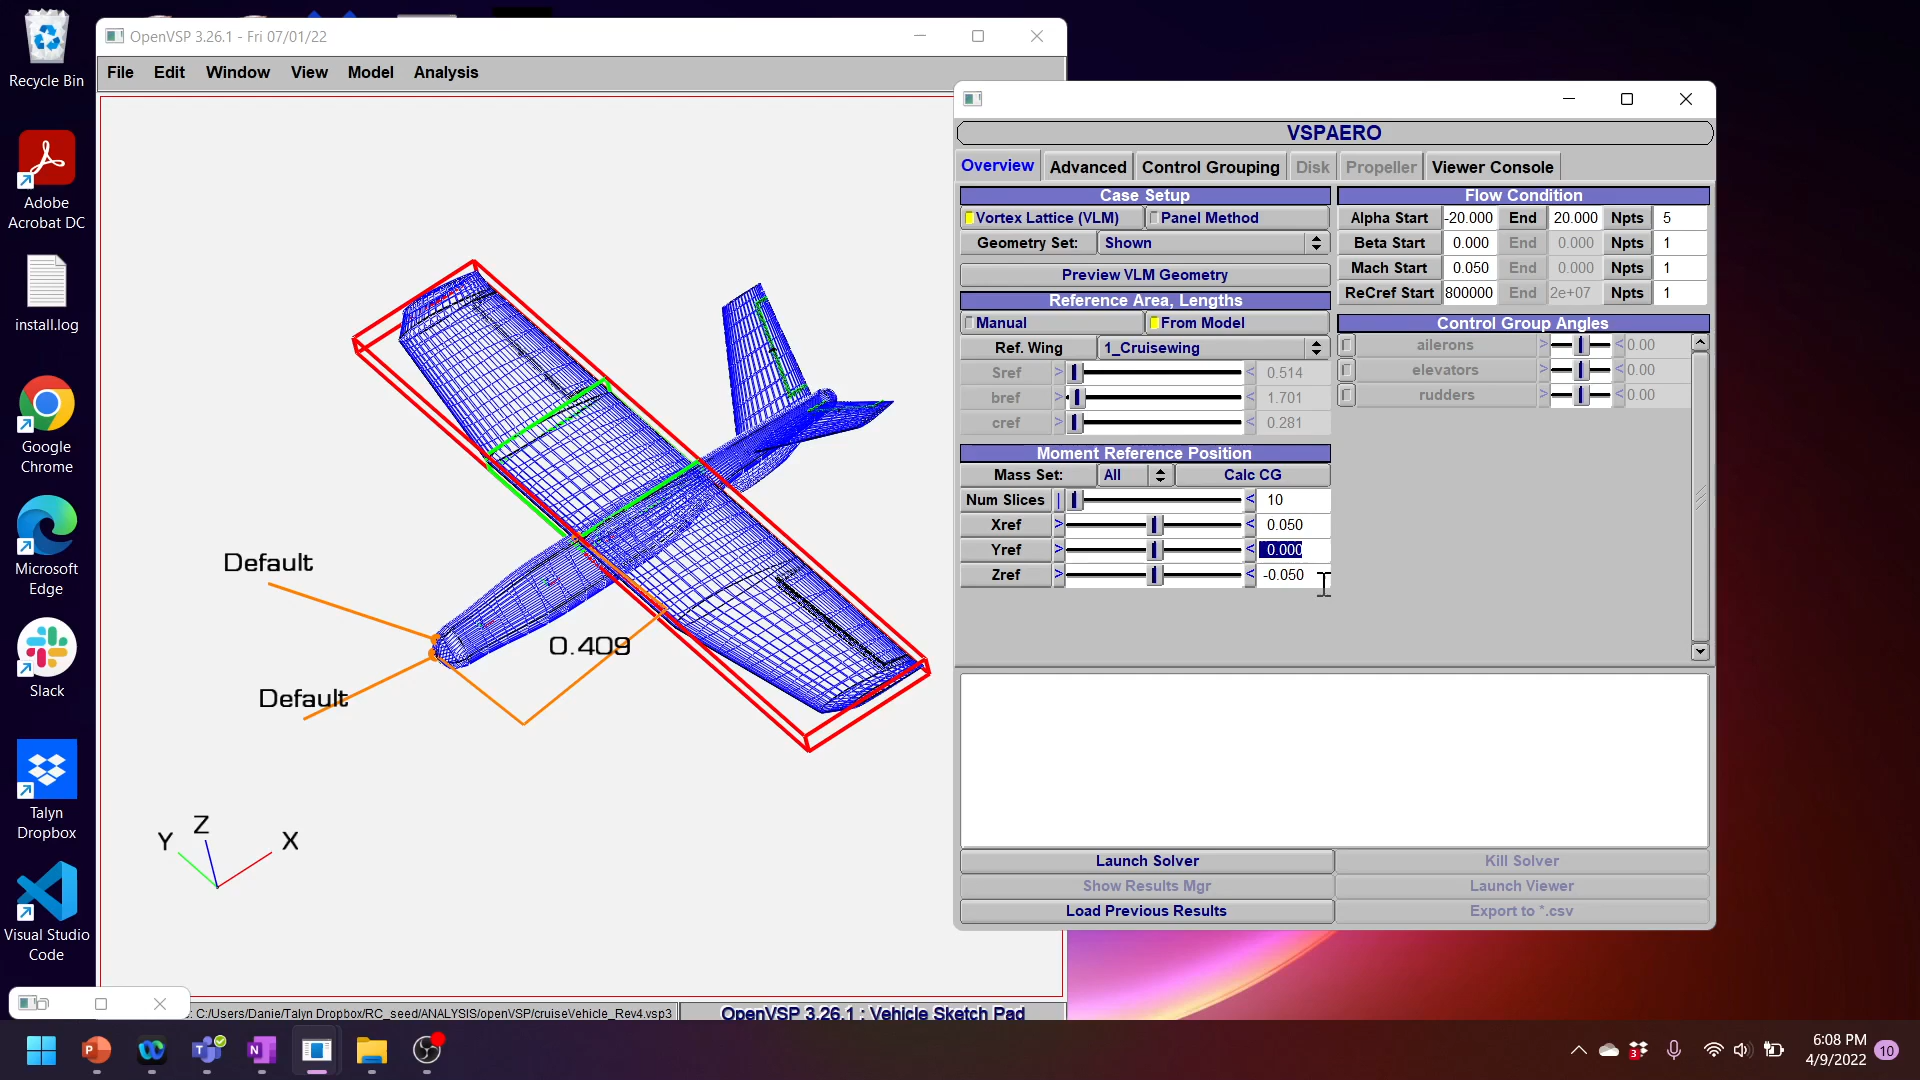 Recycle Bin
Adobe
Acrobat DC
install.log
Google
Chrome
Microsoft
Edge
Slack
Talyn
Dropbox
Visual Studio
Code
OpenVSP 3.26.1 - Fri 07/01/22
File Edit Window View Model Analysis
Default
0.409
Default
Z
Y
X
: C:/Users/Danie/Talyn Dropbox/RC_seed/ANALYSIS/openVSP/cruiseVehicle_Rev4.vsp3
OpenVSP 3.26.1 : Vehicle Sketch Pad
VSPAERO
Overview Advanced Control Grouping Disk Propeller Viewer Console
Case Setup
Vortex Lattice (VLM) Panel Method
Geometry Set: Shown
Preview VLM Geometry
Reference Area, Lengths
Manual From Model
Ref. Wing 1_Cruisewing
Sref > < 0.514
bref > < 1.701
cref > < 0.281
Moment Reference Position
Mass Set: All Calc CG
Num Slices | < 10
Xref > < 0.050
Yref > < 0.000
Zref > < -0.050
Flow Condition
Alpha Start -20.000 End 20.000 Npts 5
Beta Start 0.000 End 0.000 Npts 1
Mach Start 0.050 End 0.000 Npts 1
ReCref Start 800000 End 2e+07 Npts 1
Control Group Angles
ailerons > < 0.00
elevators > < 0.00
rudders > < 0.00
Launch Solver Kill Solver
Show Results Mgr Launch Viewer
Load Previous Results Export to *.csv
3
6:08 PM
4/9/2022
10